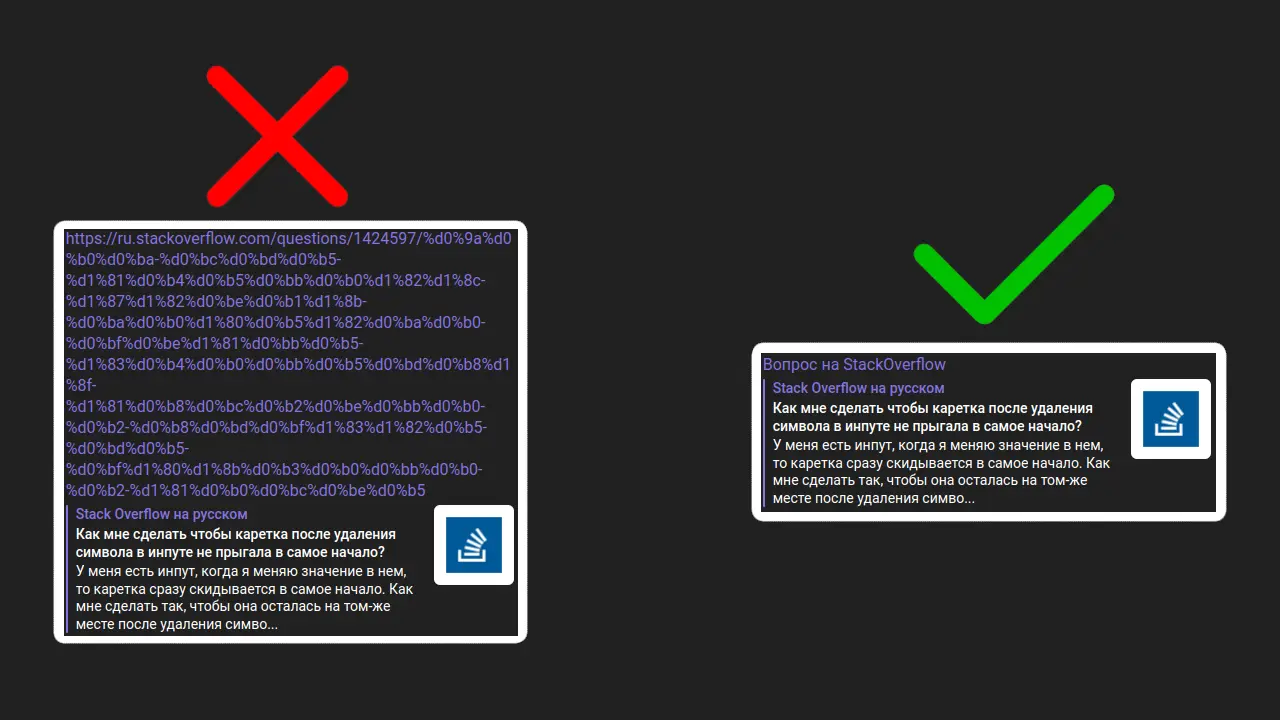 https://ru.stackoverflow.com/questions/1424597/%d0%9a%d0
%b0%d0%ba-%d0%bc%d0%bd%d0%b5-
%d1%81%d0%b4%d0%b5%d0%bb%d0%b0%d1%82%d1%8c-
%d1%87%d1%82%d0%be%d0%b1%d1%8b-
%d0%ba%d0%b0%d1%80%d0%b5%d1%82%d0%ba%d0%b0-
%d0%bf%d0%be%d1%81%d0%bb%d0%b5-
%d1%83%d0%b4%d0%b0%d0%bb%d0%b5%d0%bd%d0%b8%d1
%8f-
%d1%81%d0%b8%d0%bc%d0%b2%d0%be%d0%bb%d0%b0-
%d0%b2-%d0%b8%d0%bd%d0%bf%d1%83%d1%82%d0%b5-
%d0%bd%d0%b5-
%d0%bf%d1%80%d1%8b%d0%b3%d0%b0%d0%bb%d0%b0-
%d0%b2-%d1%81%d0%b0%d0%bc%d0%be%d0%b5
Stack Overflow на русском
Как мне сделать чтобы каретка после удаления
символа в инпуте не прыгала в самое начало?
У меня есть инпут, когда я меняю значение в нем,
то каретка сразу скидывается в самое начало. Как
мне сделать так, чтобы она осталась на том-же
месте после удаления симво...
Вопрос на StackOverflow
Stack Overflow на русском
Как мне сделать чтобы каретка после удаления
символа в инпуте не прыгала в самое начало?
У меня есть инпут, когда я меняю значение в нем,
то каретка сразу скидывается в самое начало. Как
мне сделать так, чтобы она осталась на том-же
месте после удаления симво...